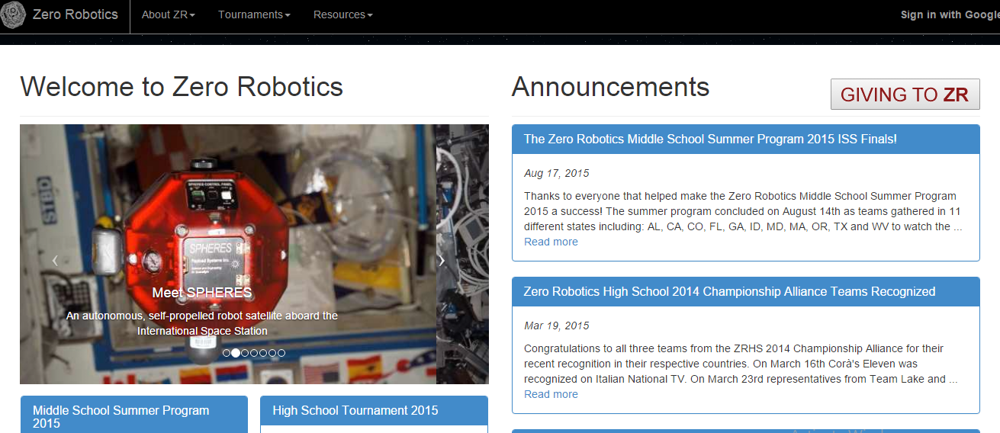 Zero Robotics
About ZR
Tournaments
Resources
Sign in with Google
Welcome to Zero Robotics
STBD
SPHERES CONTROL PANEL
SPHERES
Payload Systems Inc.
Meet SPHERES
An autonomous, self-propelled robot satellite aboard the
International Space Station
Middle School Summer Program
2015
High School Tournament 2015
Announcements
GIVING TO ZR
The Zero Robotics Middle School Summer Program 2015 ISS Finals!
Aug 17, 2015
Thanks to everyone that helped make the Zero Robotics Middle School Summer Program
2015 a success! The summer program concluded on August 14th as teams gathered in 11
different states including: AL, CA, CO, FL, GA, ID, MD, MA, OR, TX and WV to watch the ...
Read more
Zero Robotics High School 2014 Championship Alliance Teams Recognized
Mar 19, 2015
Congratulations to all three teams from the ZRHS 2014 Championship Alliance for their
recent recognition in their respective countries. On March 16th Corà's Eleven was
recognized on Italian National TV. On March 23rd representatives from Team Lake and ...
Read more